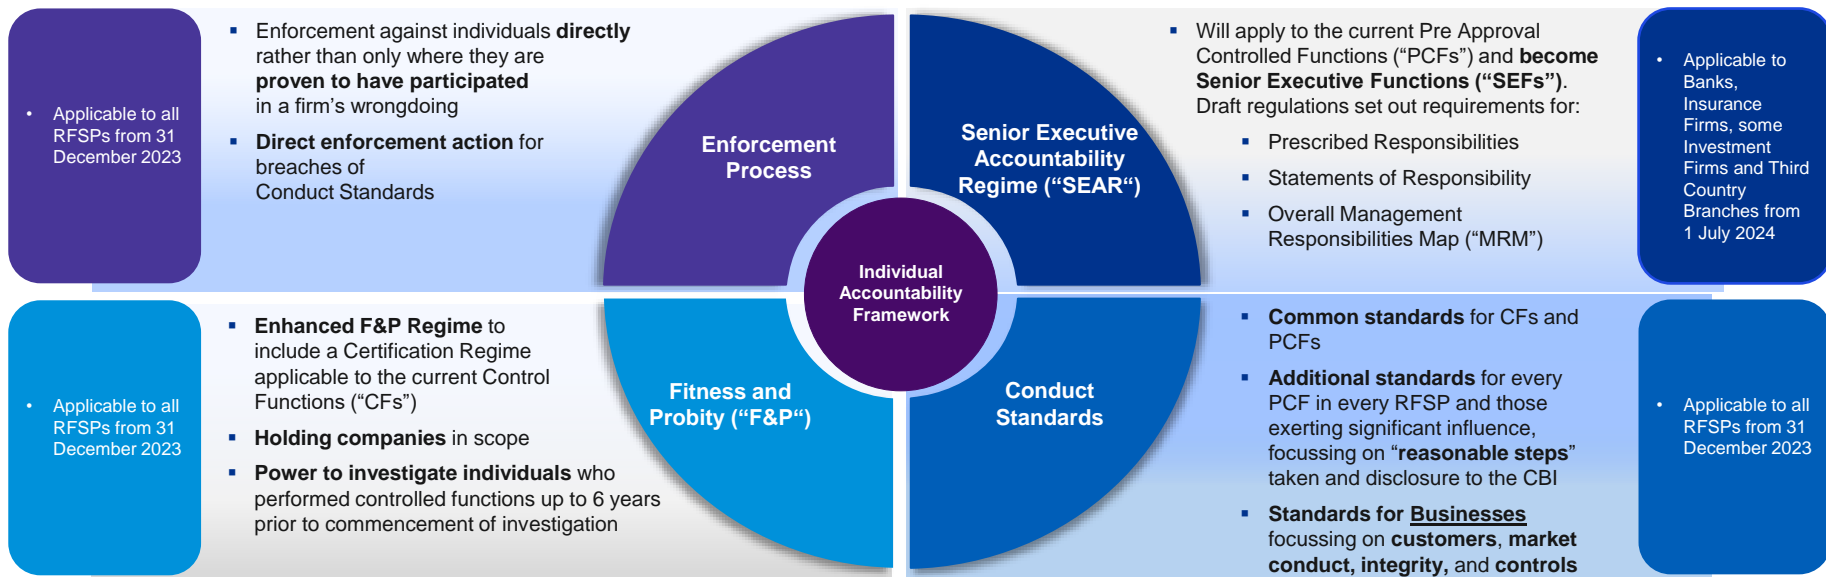 • Applicable to all
RFSPs from 31
December 2023
▪ Enforcement against individuals directly
rather than only where they are
proven to have participated
in a firm's wrongdoing
▪ Direct enforcement action for
breaches of
Conduct Standards
Enforcement
Process
Senior Executive
Accountability
Regime (“SEAR“)
▪ Will apply to the current Pre Approval
Controlled Functions (“PCFs”) and become
Senior Executive Functions (“SEFs”).
Draft regulations set out requirements for:
▪ Prescribed Responsibilities
▪ Statements of Responsibility
▪ Overall Management
Responsibilities Map (“MRM”)
• Applicable to
Banks,
Insurance
Firms, some
Investment
Firms and Third
Country
Branches from
1 July 2024
Individual
Accountability
Framework
• Applicable to all
RFSPs from 31
December 2023
▪ Enhanced F&P Regime to
include a Certification Regime
applicable to the current Control
Functions (“CFs”)
▪ Holding companies in scope
▪ Power to investigate individuals who
performed controlled functions up to 6 years
prior to commencement of investigation
Fitness and
Probity (“F&P“)
Conduct
Standards
▪ Common standards for CFs and
PCFs
▪ Additional standards for every
PCF in every RFSP and those
exerting significant influence,
focussing on “reasonable steps”
taken and disclosure to the CBI
▪ Standards for Businesses
focussing on customers, market
conduct, integrity, and controls
• Applicable to all
RFSPs from 31
December 2023